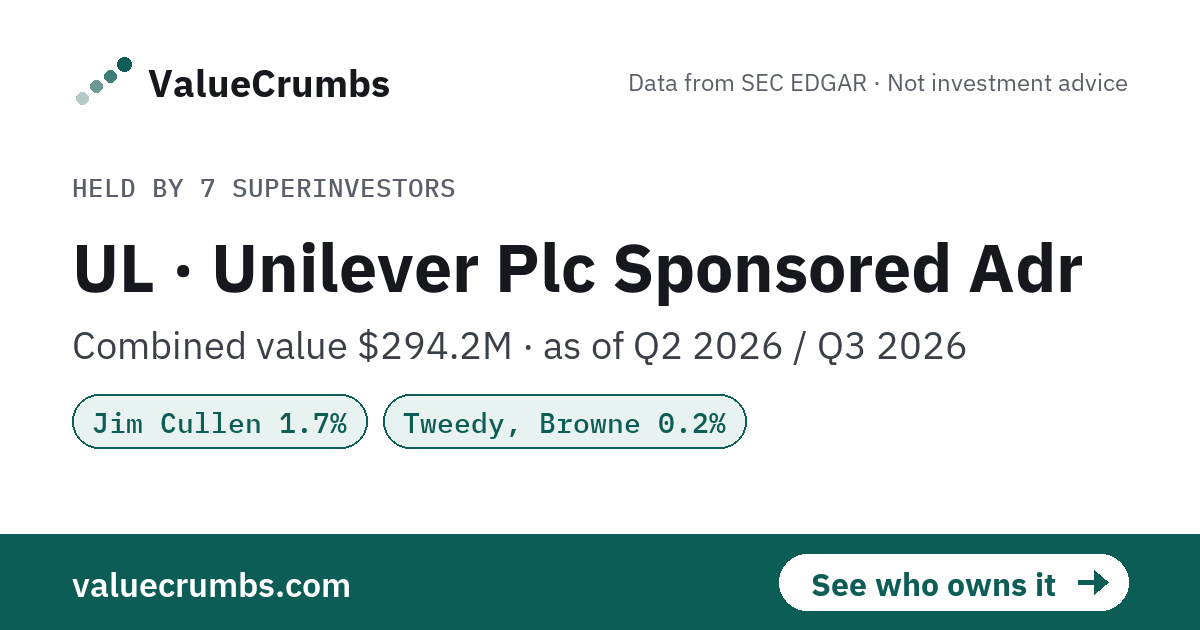 ValueCrumbs
Data from SEC EDGAR · Not investment advice
HELD BY 7 SUPERINVESTORS
UL · Unilever Plc Sponsored Adr
Combined value $294.2M · as of Q2 2026 / Q3 2026
Jim Cullen 1.7%
Tweedy, Browne 0.2%
valuecrumbs.com
See who owns it →